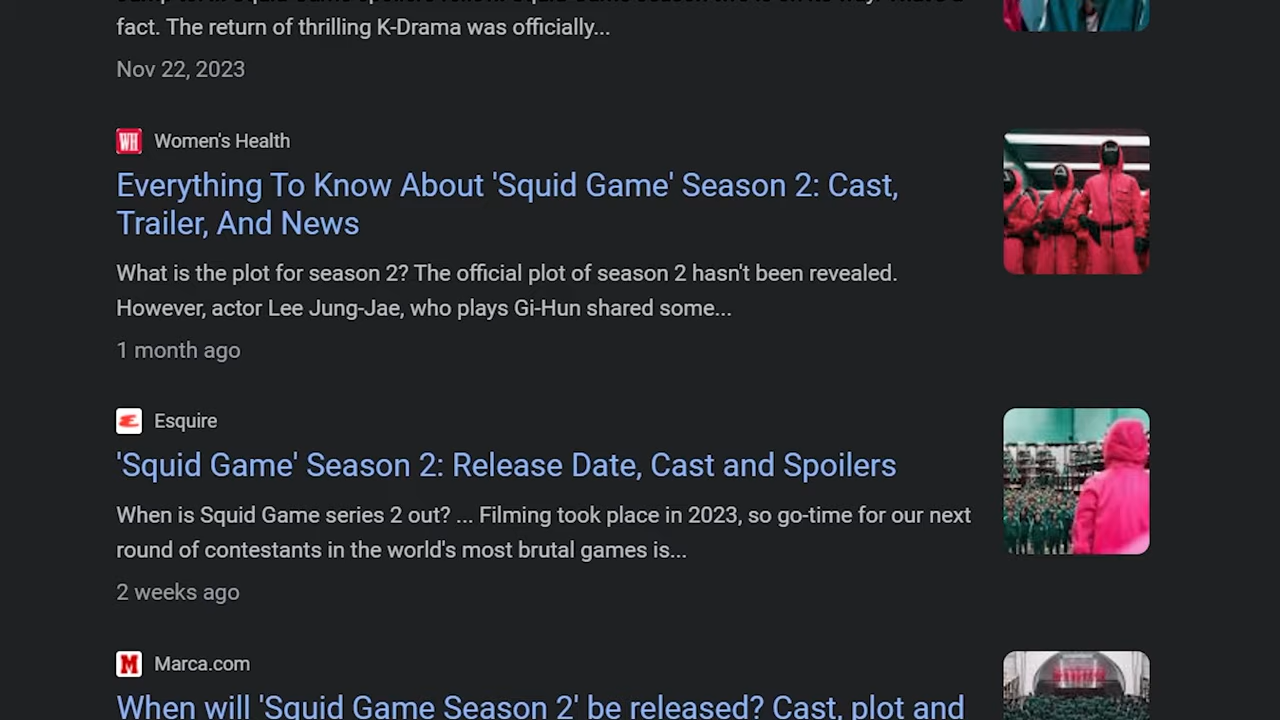 fact. The return of thrilling K-Drama was officially...
Nov 22, 2023
WH Women's Health
Everything To Know About 'Squid Game' Season 2: Cast,
Trailer, And News
What is the plot for season 2? The official plot of season 2 hasn't been revealed.
However, actor Lee Jung-Jae, who plays Gi-Hun shared some...
1 month ago
Esquire
'Squid Game' Season 2: Release Date, Cast and Spoilers
When is Squid Game series 2 out? ... Filming took place in 2023, so go-time for our next
round of contestants in the world's most brutal games is...
2 weeks ago
M Marca.com
When will 'Squid Game Season 2' be released? Cast, plot and